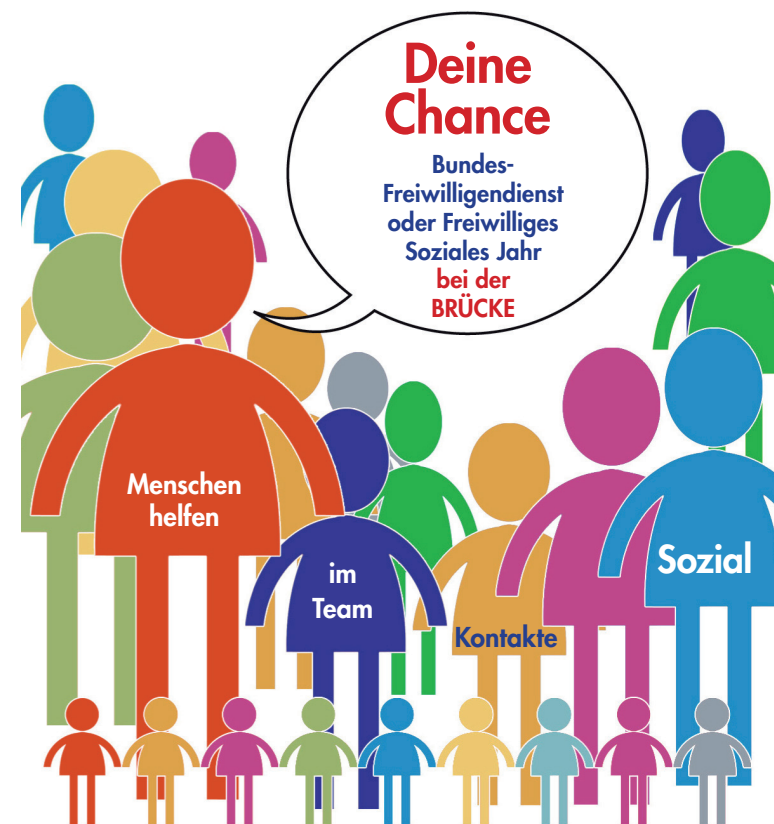 Deine
Chance
Bundes-
Freiwilligendienst
oder Freiwilliges
Soziales Jahr
bei der
BRÜCKE
Menschen
helfen
im
Team
Kontakte
Sozial